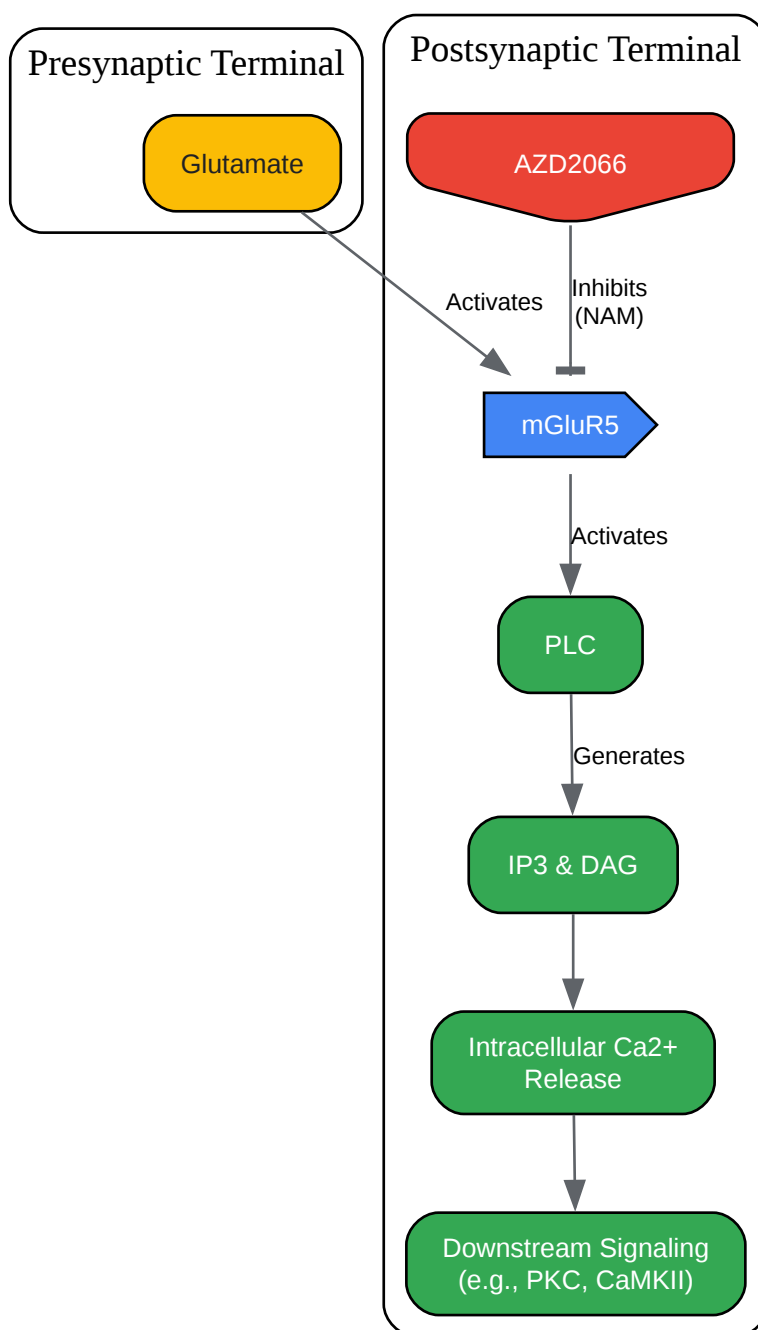 Presynaptic Terminal
Postsynaptic Terminal
Glutamate
AZD2066
Activates
Inhibits
(NAM)
mGluR5
Activates
PLC
Generates
IP3 & DAG
Intracellular Ca2+
Release
Downstream Signaling
(e.g., PKC, CaMKII)